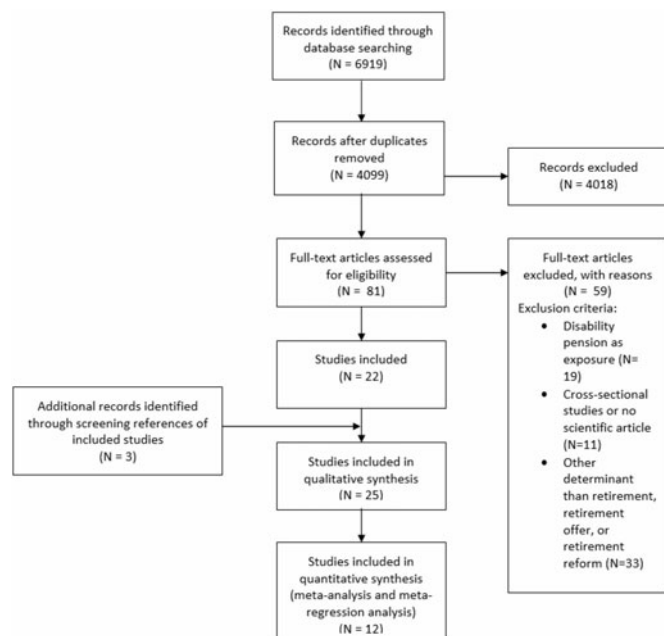 Records identified through
database searching
(N = 6919)
Records after duplicates
removed
(N = 4099)
Records excluded
(N = 4018)
Full-text articles assessed
for eligibility
(N = 81)
Full-text articles
excluded, with reasons
(N = 59)
Exclusion criteria:
• Disability
pension as
exposure (N=
19)
• Cross-sectional
studies or no
scientific article
(N=11)
• Other
determinant
than retirement,
retirement
offer, or
retirement
reform (N=33)
Studies included
(N = 22)
Additional records identified
through screening references of
included studies
(N = 3)
Studies included in
qualitative synthesis
(N = 25)
Studies included in
quantitative synthesis
(meta-analysis and meta-
regression analysis)
(N = 12)